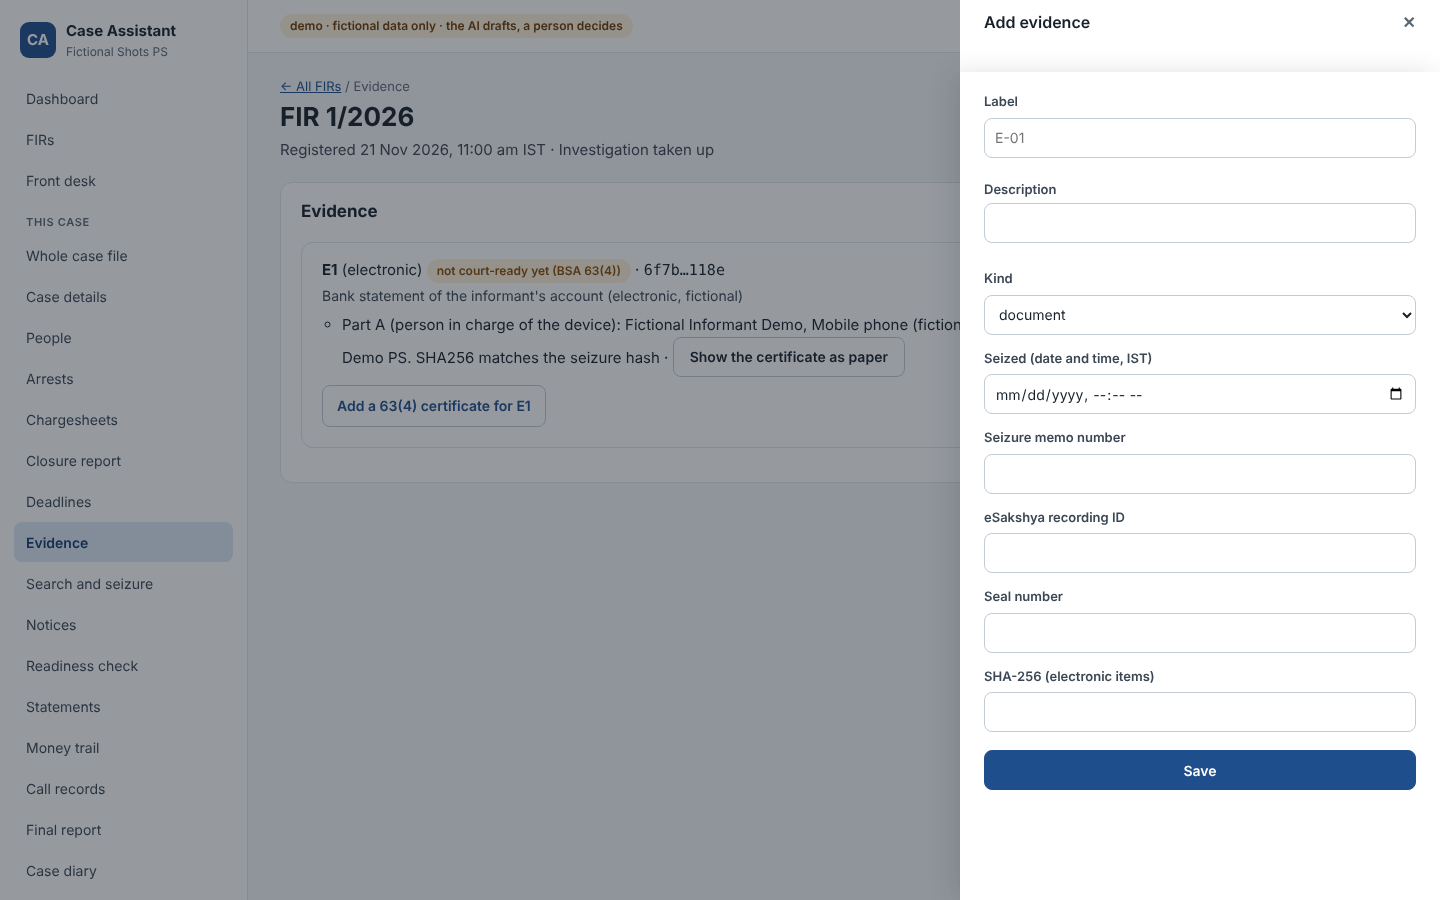 CA
Case Assistant
Fictional Shots PS
Dashboard
FIRs
Front desk
THIS CASE
Whole case file
Case details
People
Arrests
Chargesheets
Closure report
Deadlines
Evidence
Search and seizure
Notices
Readiness check
Statements
Money trail
Call records
Final report
Case diary
demo · fictional data only · the AI drafts, a person decides
← All FIRs / Evidence
FIR 1/2026
Registered 21 Nov 2026, 11:00 am IST · Investigation taken up
Evidence
E1 (electronic) not court-ready yet (BSA 63(4)) · 6f7b…118e
Bank statement of the informant's account (electronic, fictional)
Part A (person in charge of the device): Fictional Informant Demo, Mobile phone (fiction
Demo PS. SHA256 matches the seizure hash · Show the certificate as paper
Add a 63(4) certificate for E1
Add evidence ×
Label
E-01
Description
Kind
document
Seized (date and time, IST)
mm/dd/yyyy, --:-- --
Seizure memo number
eSakshya recording ID
Seal number
SHA-256 (electronic items)
Save